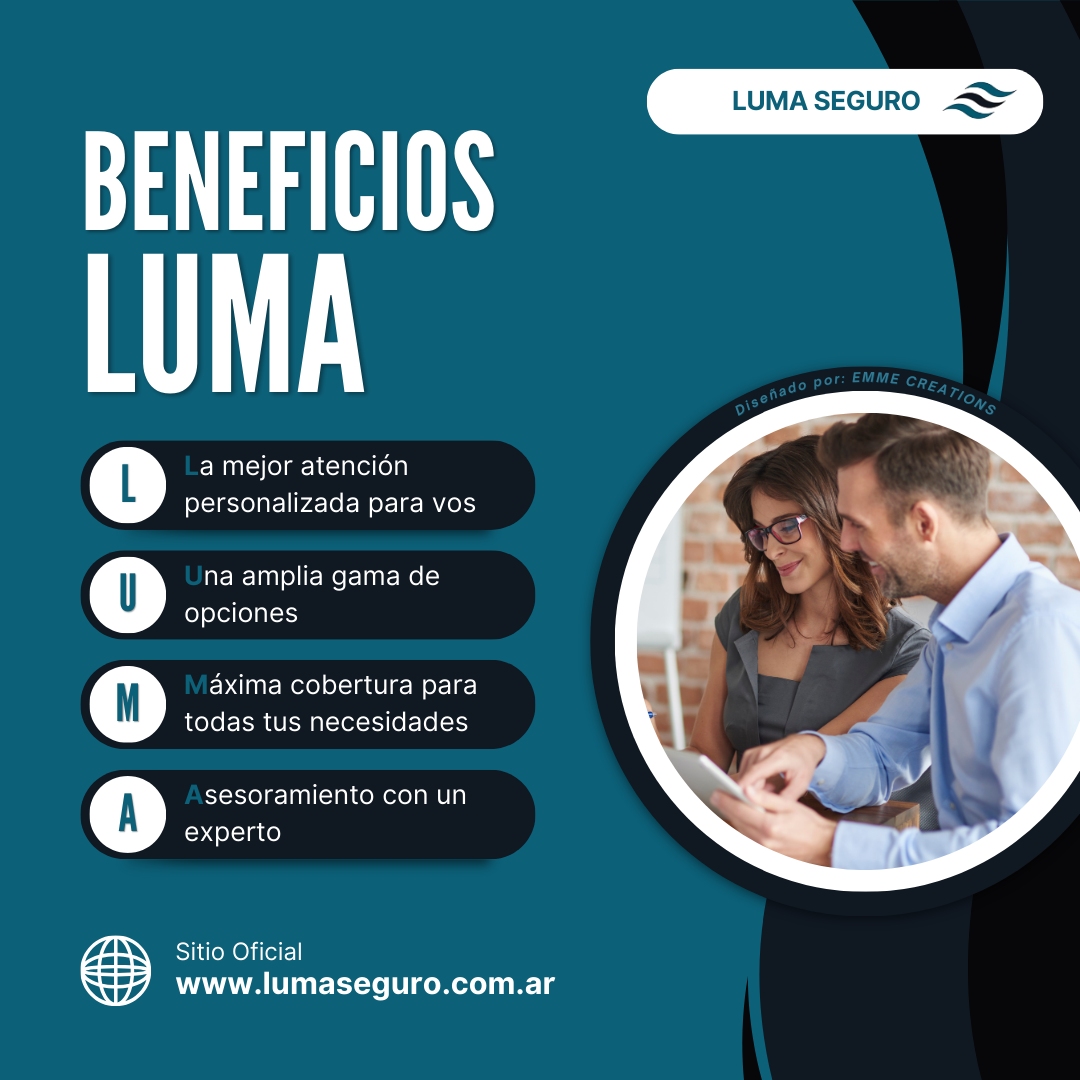 LUMA SEGURO
BENEFICIOS
LUMA
Diseñado por: EMME CREATIONS
L
La mejor atención
personalizada para vos
U
Una amplia gama de
opciones
M
Máxima cobertura para
todas tus necesidades
A
Asesoramiento con un
experto
Sitio Oficial
www.lumaseguro.com.ar